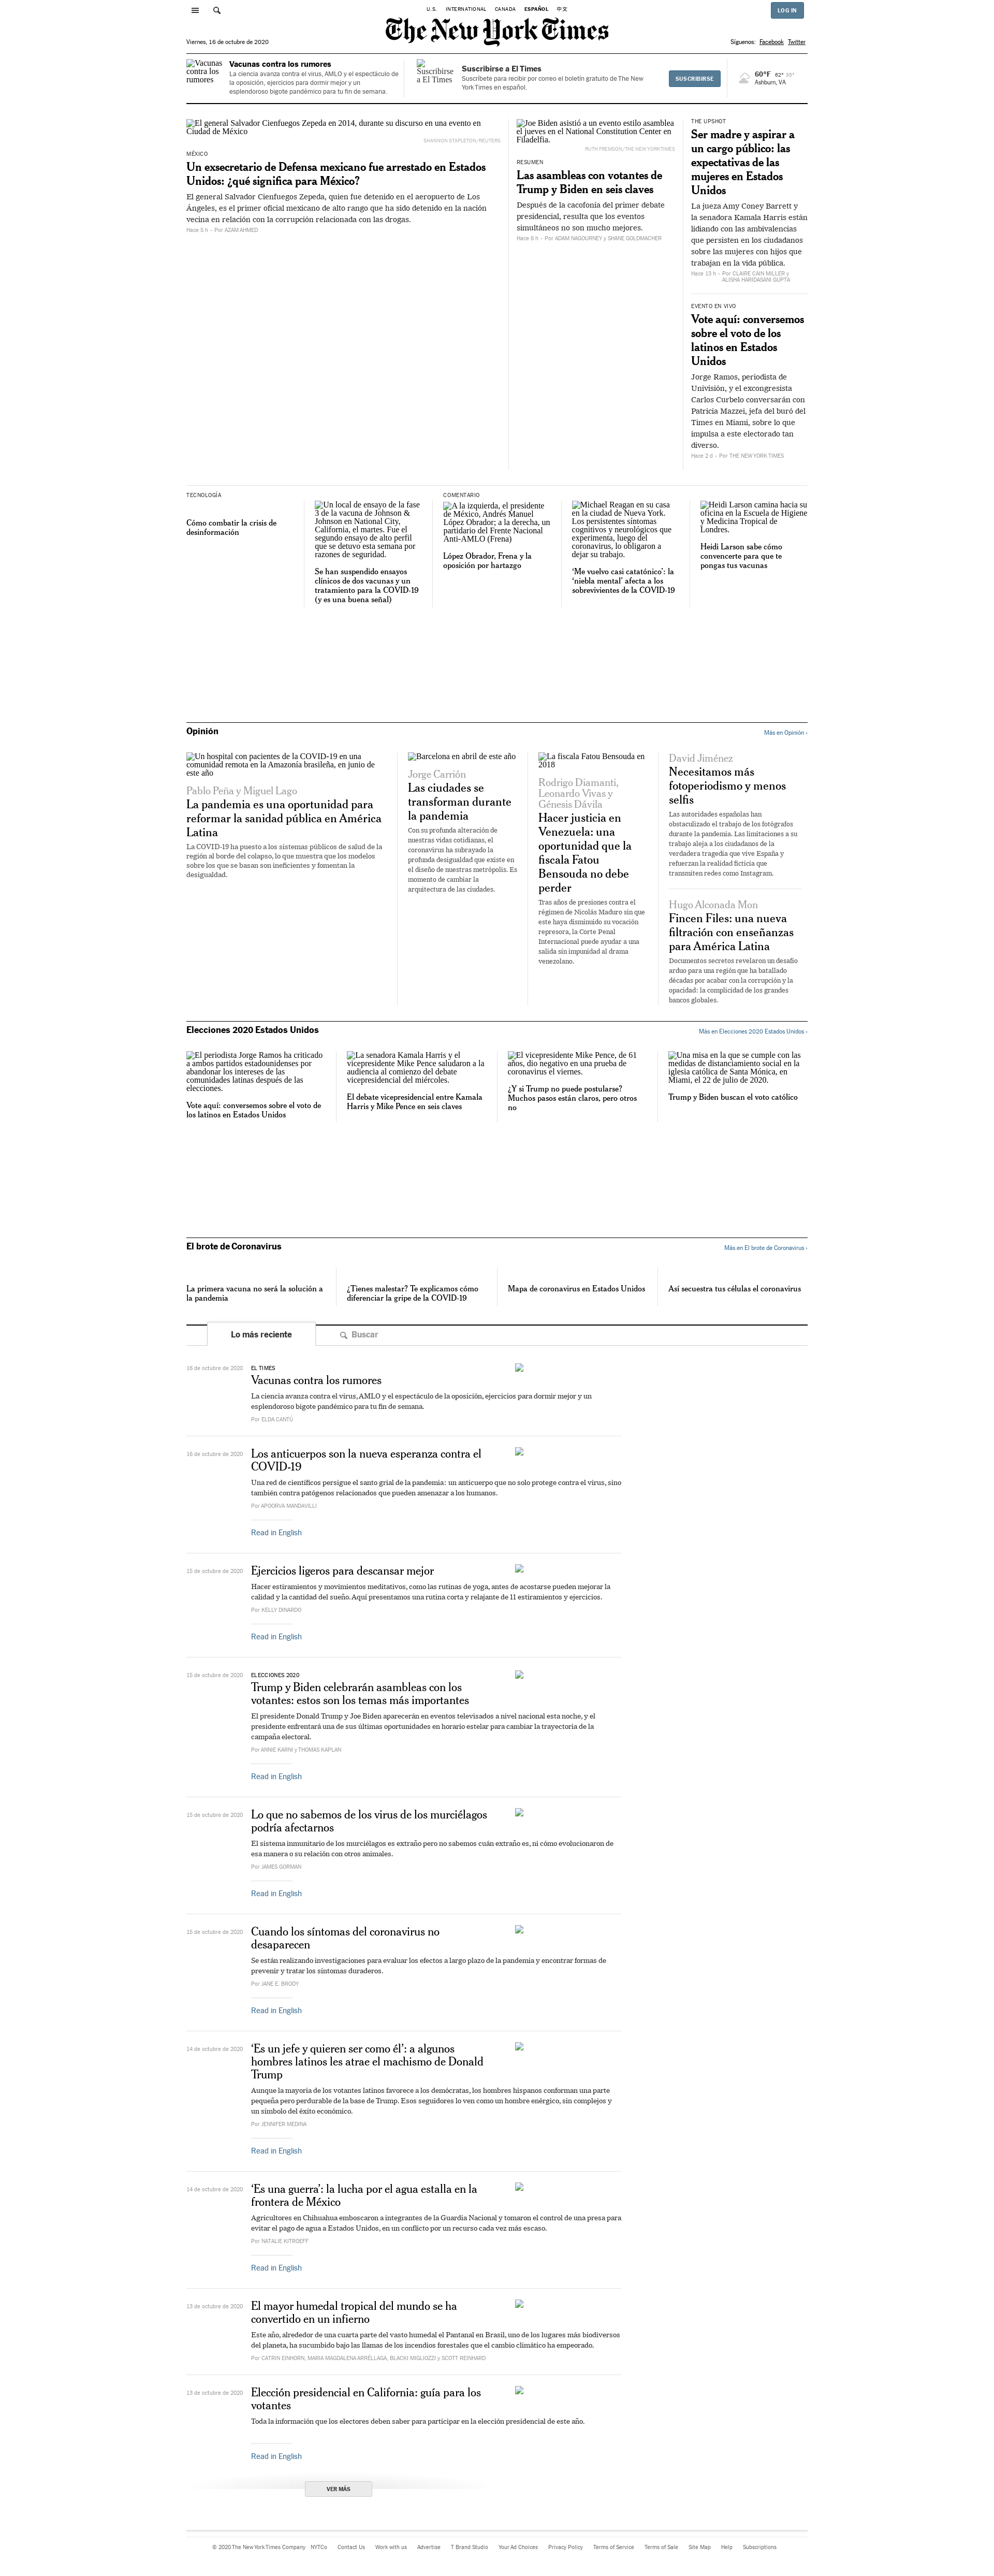 U.S. INTERNATIONAL CANADA ESPAÑOL 中文
LOG IN
The New York Times
Viernes, 16 de octubre de 2020
Síguenos: Facebook Twitter
Vacunas contra los rumores
Vacunas contra los rumores
La ciencia avanza contra el virus, AMLO y el espectáculo de
la oposición, ejercicios para dormir mejor y un
esplendoroso bigote pandémico para tu fin de semana.
Suscribirse a El Times
Suscribirse a El Times
Suscríbete para recibir por correo el boletín gratuito de The New
York Times en español.
SUSCRIBIRSE
60°F 62° 35°
Ashburn, VA
El general Salvador Cienfuegos Zepeda en 2014, durante su discurso en una evento en
Ciudad de México
SHANNON STAPLETON/REUTERS
MÉXICO
Un exsecretario de Defensa mexicano fue arrestado en Estados
Unidos: ¿qué significa para México?
El general Salvador Cienfuegos Zepeda, quien fue detenido en el aeropuerto de Los
Ángeles, es el primer oficial mexicano de alto rango que ha sido detenido en la nación
vecina en relación con la corrupción relacionada con las drogas.
Hace 5 h – Por AZAM AHMED
Joe Biden asistió a un evento estilo asamblea
el jueves en el National Constitution Center en
Filadelfia.
RUTH FREMSON/THE NEW YORK TIMES
RESUMEN
Las asambleas con votantes de
Trump y Biden en seis claves
Después de la cacofonía del primer debate
presidencial, resulta que los eventos
simultáneos no son mucho mejores.
Hace 6 h – Por ADAM NAGOURNEY y SHANE GOLDMACHER
THE UPSHOT
Ser madre y aspirar a
un cargo público: las
expectativas de las
mujeres en Estados
Unidos
La jueza Amy Coney Barrett y
la senadora Kamala Harris están
lidiando con las ambivalencias
que persisten en los ciudadanos
sobre las mujeres con hijos que
trabajan en la vida pública.
Hace 13 h – Por CLAIRE CAIN MILLER y
ALISHA HARIDASANI GUPTA
EVENTO EN VIVO
Vote aquí: conversemos
sobre el voto de los
latinos en Estados
Unidos
Jorge Ramos, periodista de
Univisión, y el excongresista
Carlos Curbelo conversarán con
Patricia Mazzei, jefa del buró del
Times en Miami, sobre lo que
impulsa a este electorado tan
diverso.
Hace 2 d – Por THE NEW YORK TIMES
TECNOLOGÍA
Cómo combatir la crisis de
desinformación
Un local de ensayo de la fase
3 de la vacuna de Johnson &
Johnson en National City,
California, el martes. Fue el
segundo ensayo de alto perfil
que se detuvo esta semana por
razones de seguridad.
Se han suspendido ensayos
clínicos de dos vacunas y un
tratamiento para la COVID-19
(y es una buena señal)
COMENTARIO
A la izquierda, el presidente
de México, Andrés Manuel
López Obrador; a la derecha, un
partidario del Frente Nacional
Anti-AMLO (Frena)
López Obrador, Frena y la
oposición por hartazgo
Michael Reagan en su casa
en la ciudad de Nueva York.
Los persistentes síntomas
cognitivos y neurológicos que
experimenta, luego del
coronavirus, lo obligaron a
dejar su trabajo.
‘Me vuelvo casi catatónico’: la
‘niebla mental’ afecta a los
sobrevivientes de la COVID-19
Heidi Larson camina hacia su
oficina en la Escuela de Higiene
y Medicina Tropical de
Londres.
Heidi Larson sabe cómo
convencerte para que te
pongas tus vacunas
Opinión
Más en Opinión ›
Un hospital con pacientes de la COVID-19 en una
comunidad remota en la Amazonía brasileña, en junio de
este año
Pablo Peña y Miguel Lago
La pandemia es una oportunidad para
reformar la sanidad pública en América
Latina
La COVID-19 ha puesto a los sistemas públicos de salud de la
región al borde del colapso, lo que muestra que los modelos
sobre los que se basan son ineficientes y fomentan la
desigualdad.
Barcelona en abril de este año
Jorge Carrión
Las ciudades se
transforman durante
la pandemia
Con su profunda alteración de
nuestras vidas cotidianas, el
coronavirus ha subrayado la
profunda desigualdad que existe en
el diseño de nuestras metrópolis. Es
momento de cambiar la
arquitectura de las ciudades.
La fiscala Fatou Bensouda en
2018
Rodrigo Diamanti,
Leonardo Vivas y
Génesis Dávila
Hacer justicia en
Venezuela: una
oportunidad que la
fiscala Fatou
Bensouda no debe
perder
Tras años de presiones contra el
régimen de Nicolás Maduro sin que
este haya disminuido su vocación
represora, la Corte Penal
Internacional puede ayudar a una
salida sin impunidad al drama
venezolano.
David Jiménez
Necesitamos más
fotoperiodismo y menos
selfis
Las autoridades españolas han
obstaculizado el trabajo de los fotógrafos
durante la pandemia. Las limitaciones a su
trabajo aleja a los ciudadanos de la
verdadera tragedia que vive España y
refuerzan la realidad ficticia que
transmiten redes como Instagram.
Hugo Alconada Mon
Fincen Files: una nueva
filtración con enseñanzas
para América Latina
Documentos secretos revelaron un desafío
arduo para una región que ha batallado
décadas por acabar con la corrupción y la
opacidad: la complicidad de los grandes
bancos globales.
Elecciones 2020 Estados Unidos
Más en Elecciones 2020 Estados Unidos ›
El periodista Jorge Ramos ha criticado
a ambos partidos estadounidenses por
abandonar los intereses de las
comunidades latinas después de las
elecciones.
Vote aquí: conversemos sobre el voto de
los latinos en Estados Unidos
La senadora Kamala Harris y el
vicepresidente Mike Pence saludaron a la
audiencia al comienzo del debate
vicepresidencial del miércoles.
El debate vicepresidencial entre Kamala
Harris y Mike Pence en seis claves
El vicepresidente Mike Pence, de 61
años, dio negativo en una prueba de
coronavirus el viernes.
¿Y si Trump no puede postularse?
Muchos pasos están claros, pero otros
no
Una misa en la que se cumple con las
medidas de distanciamiento social en la
iglesia católica de Santa Mónica, en
Miami, el 22 de julio de 2020.
Trump y Biden buscan el voto católico
El brote de Coronavirus
Más en El brote de Coronavirus ›
La primera vacuna no será la solución a
la pandemia
¿Tienes malestar? Te explicamos cómo
diferenciar la gripe de la COVID-19
Mapa de coronavirus en Estados Unidos
Así secuestra tus células el coronavirus
Lo más reciente
Buscar
16 de octubre de 2020
EL TIMES
Vacunas contra los rumores
La ciencia avanza contra el virus, AMLO y el espectáculo de la oposición, ejercicios para dormir mejor y un
esplendoroso bigote pandémico para tu fin de semana.
Por ELDA CANTÚ
16 de octubre de 2020
Los anticuerpos son la nueva esperanza contra el
COVID-19
Una red de científicos persigue el santo grial de la pandemia: un anticuerpo que no solo protege contra el virus, sino
también contra patógenos relacionados que pueden amenazar a los humanos.
Por APOORVA MANDAVILLI
Read in English
15 de octubre de 2020
Ejercicios ligeros para descansar mejor
Hacer estiramientos y movimientos meditativos, como las rutinas de yoga, antes de acostarse pueden mejorar la
calidad y la cantidad del sueño. Aquí presentamos una rutina corta y relajante de 11 estiramientos y ejercicios.
Por KELLY DINARDO
Read in English
15 de octubre de 2020
ELECCIONES 2020
Trump y Biden celebrarán asambleas con los
votantes: estos son los temas más importantes
El presidente Donald Trump y Joe Biden aparecerán en eventos televisados a nivel nacional esta noche, y el
presidente enfrentará una de sus últimas oportunidades en horario estelar para cambiar la trayectoria de la
campaña electoral.
Por ANNIE KARNI y THOMAS KAPLAN
Read in English
15 de octubre de 2020
Lo que no sabemos de los virus de los murciélagos
podría afectarnos
El sistema inmunitario de los murciélagos es extraño pero no sabemos cuán extraño es, ni cómo evolucionaron de
esa manera o su relación con otros animales.
Por JAMES GORMAN
Read in English
15 de octubre de 2020
Cuando los síntomas del coronavirus no
desaparecen
Se están realizando investigaciones para evaluar los efectos a largo plazo de la pandemia y encontrar formas de
prevenir y tratar los síntomas duraderos.
Por JANE E. BRODY
Read in English
14 de octubre de 2020
‘Es un jefe y quieren ser como él’: a algunos
hombres latinos les atrae el machismo de Donald
Trump
Aunque la mayoría de los votantes latinos favorece a los demócratas, los hombres hispanos conforman una parte
pequeña pero perdurable de la base de Trump. Esos seguidores lo ven como un hombre enérgico, sin complejos y
un símbolo del éxito económico.
Por JENNIFER MEDINA
Read in English
14 de octubre de 2020
‘Es una guerra’: la lucha por el agua estalla en la
frontera de México
Agricultores en Chihuahua emboscaron a integrantes de la Guardia Nacional y tomaron el control de una presa para
evitar el pago de agua a Estados Unidos, en un conflicto por un recurso cada vez más escaso.
Por NATALIE KITROEFF
Read in English
13 de octubre de 2020
El mayor humedal tropical del mundo se ha
convertido en un infierno
Este año, alrededor de una cuarta parte del vasto humedal el Pantanal en Brasil, uno de los lugares más biodiversos
del planeta, ha sucumbido bajo las llamas de los incendios forestales que el cambio climático ha empeorado.
Por CATRIN EINHORN, MARIA MAGDALENA ARRÉLLAGA, BLACKI MIGLIOZZI y SCOTT REINHARD
13 de octubre de 2020
Elección presidencial en California: guía para los
votantes
Toda la información que los electores deben saber para participar en la elección presidencial de este año.
Read in English
VER MÁS
© 2020 The New York Times Company NYTCo Contact Us Work with us Advertise T Brand Studio Your Ad Choices Privacy Policy Terms of Service Terms of Sale Site Map Help Subscriptions